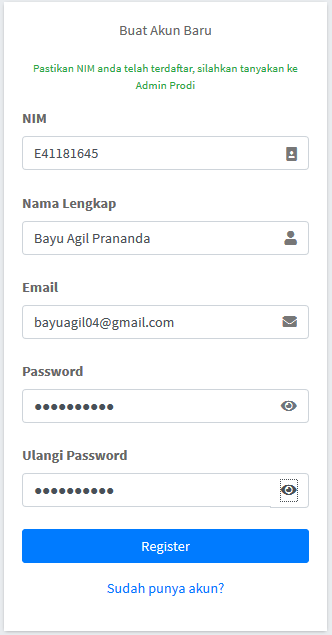 Buat Akun Baru
Pastikan NIM anda telah terdaftar, silahkan tanyakan ke
Admin Prodi
NIM
E41181645
Nama Lengkap
Bayu Agil Prananda
Email
bayuagil04@gmail.com
Password
●●●●●●●●●●
Ulangi Password
●●●●●●●●●●
Register
Sudah punya akun?